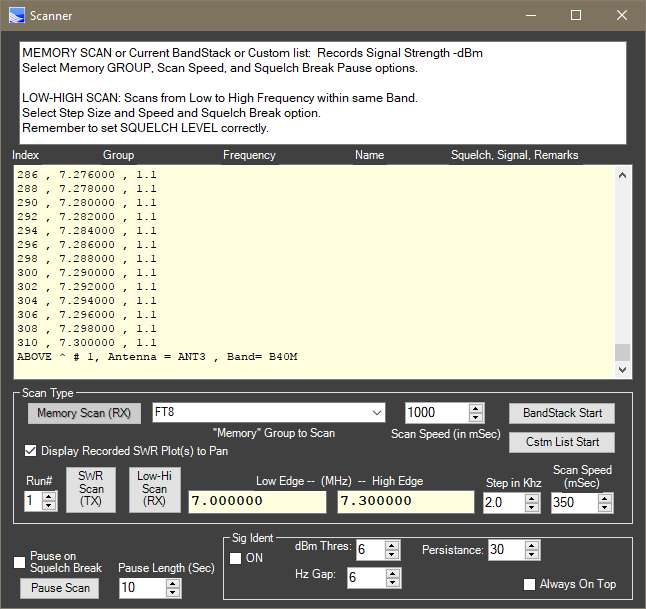 Scanner
MEMORY SCAN or Current BandStack or Custom list: Records Signal Strength -dBm
Select Memory GROUP, Scan Speed, and Squelch Break Pause options.
LOW-HIGH SCAN: Scans from Low to High Frequency within same Band.
Select Step Size and Speed and Squelch Break option.
Remember to set SQUELCH LEVEL correctly.
Index Group Frequency Name Squelch, Signal, Remarks
286 , 7.276000 , 1.1
288 , 7.278000 , 1.1
290 , 7.280000 , 1.1
292 , 7.282000 , 1.1
294 , 7.284000 , 1.1
296 , 7.286000 , 1.1
298 , 7.288000 , 1.1
300 , 7.290000 , 1.1
302 , 7.292000 , 1.1
304 , 7.294000 , 1.1
306 , 7.296000 , 1.1
308 , 7.298000 , 1.1
310 , 7.300000 , 1.1
ABOVE ^ # 1, Antenna = ANT3 , Band= B40M
Scan Type
Memory Scan (RX) FT8 1000 BandStack Start
"Memory" Group to Scan Scan Speed (in mSec)
Cstm List Start
Display Recorded SWR Plot(s) to Pan
Run#
1
SWR
Scan
(TX)
Low-Hi
Scan
(RX)
Low Edge -- (MHz) -- High Edge
7.000000 7.300000
Step in Khz
2.0
Scan Speed
(mSec)
350
Pause on
Squelch Break
Pause Scan
Pause Length (Sec)
10
Sig Ident
ON
dBm Thres: 6
Persistance: 30
Hz Gap: 6
Always On Top